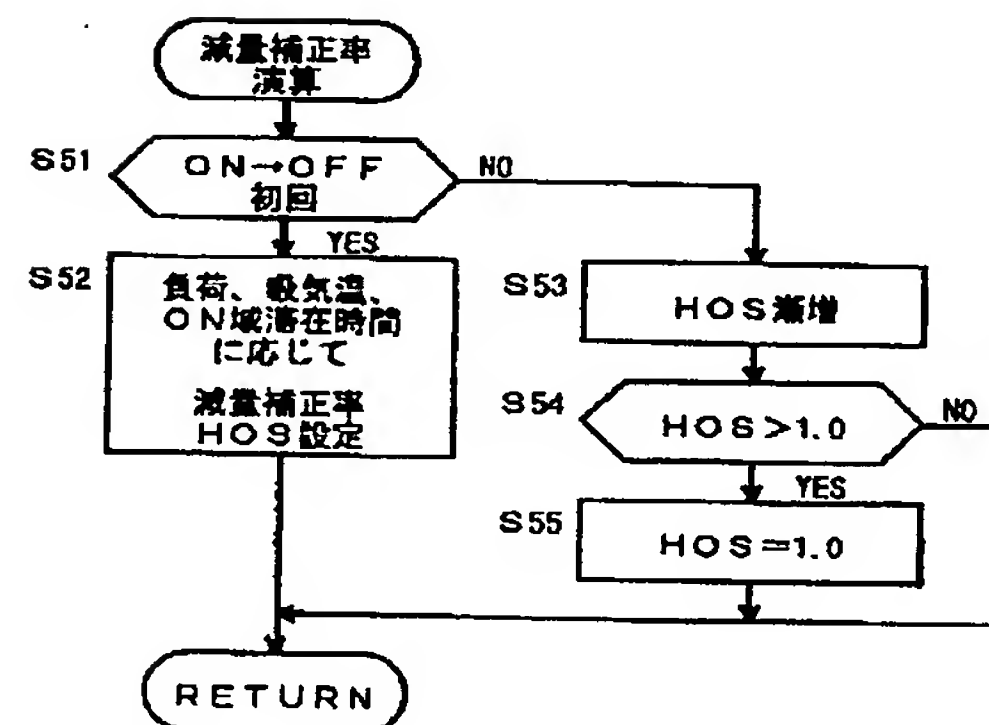 減量補正率
演算
S51
ON→OFF
初回
NO
YES
S52
負荷、吸気温、
ON域滞在時間
に応じて
減量補正率
HOS設定
S53
HOS漸増
S54
HOS>1.0
NO
YES
S55
HOS=1.0
RETURN